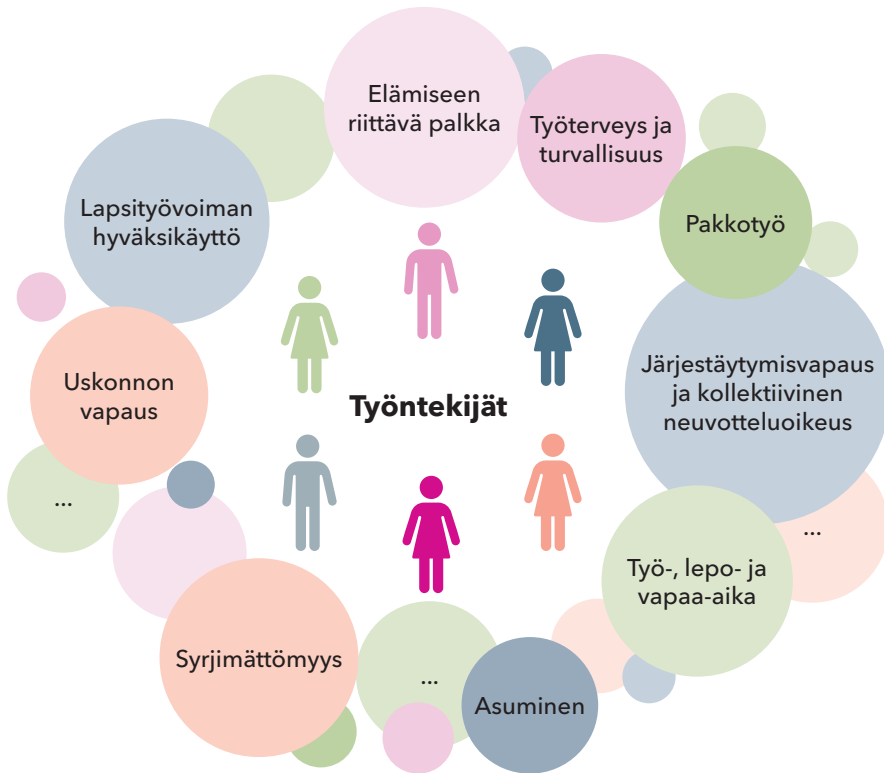 Elämiseen
riittävä palkka
Työterveys ja
turvallisuus
Pakkotyö
Järjestäytymisvapaus
ja kollektiivinen
neuvotteluoikeus
...
Työ-, lepo- ja
vapaa-aika
Asuminen
...
Syrjimättömyys
...
Uskonnon
vapaus
Lapsityövoiman
hyväksikäyttö
Työntekijät